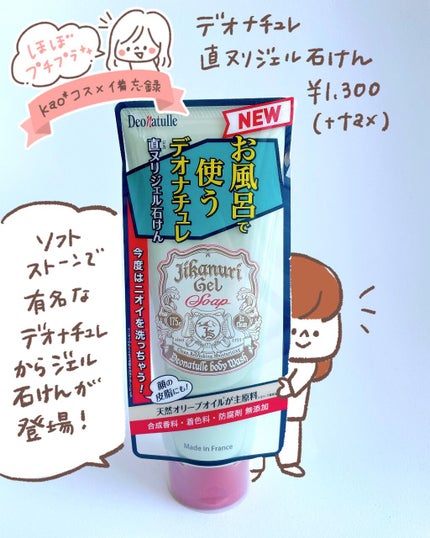 ほぼ
プチプラ
kao*コスメ備忘録
デオナチュレ
直ヌリジェル石けん
¥1,300
(+tax)
Deonatulle
NEW
お風呂で
使う
デオナチュレ
直ヌリジェル石けん
今度はニオイを洗っちゃう!
Jikanuri
Gel
Soap
Deonatulle body Wash
顔の
皮脂にも!
天然オリーブオイルが主原料
合成香料・着色料・防腐剤 無添加
Made in France
ソフト
ストーンで
有名な
デオナチュレ
からジェル
石けんが
登場!